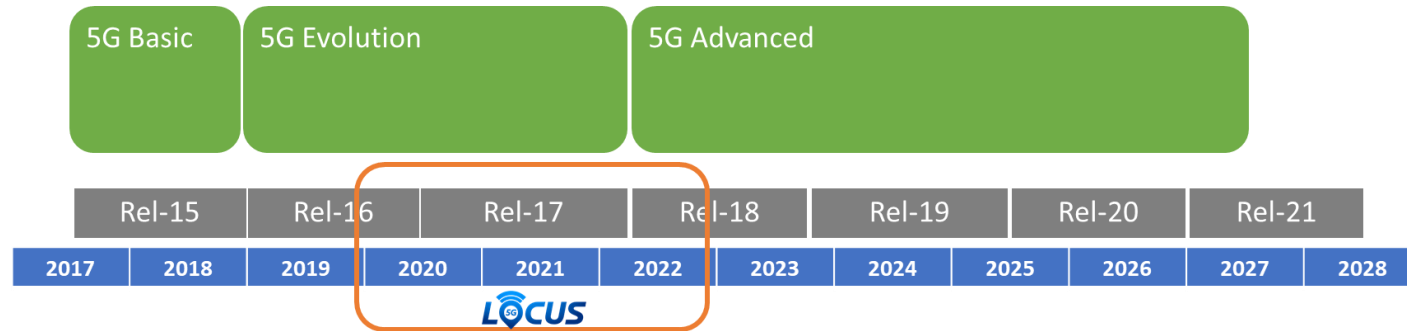 5G Basic
5G Evolution
5G Advanced
Rel-15
Rel-16
Rel-17
Rel-18
Rel-19
Rel-20
Rel-21
2017
2018
2019
2020
2021
2022
2023
2024
2025
2026
2027
2028
LOCUS
5G